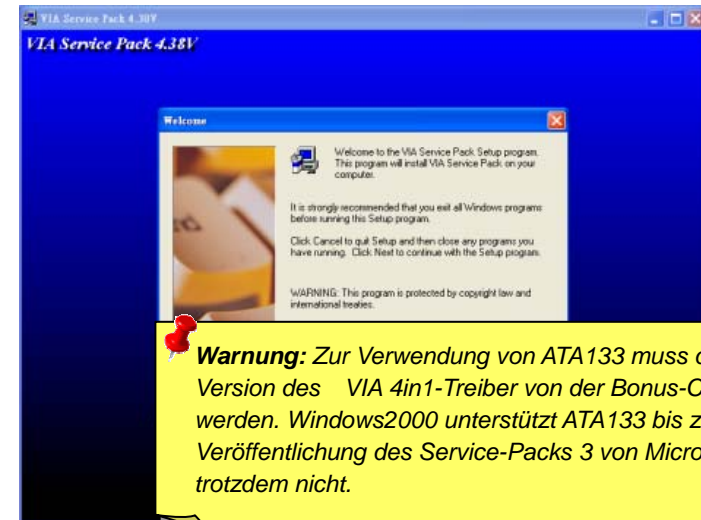 VIA Service Pack 4.38V
VIA Service Pack 4.38V
Welcome
Welcome to the VIA Service Pack Setup program.
This program will install VIA Service Pack on your
computer.
It is strongly recommended that you exit all Windows programs
before running this Setup program.
Click Cancel to quit Setup and then close any programs you
have running. Click Next to continue with the Setup program.
WARNING: This program is protected by copyright law and
international treaties.
Warnung: Zur Verwendung von ATA133 muss
Version des VIA 4in1-Treiber von der
werden. Windows2000 unterstützt ATA133 bis
Veröffentlichung des Service-Packs 3 von
trotzdem nicht.